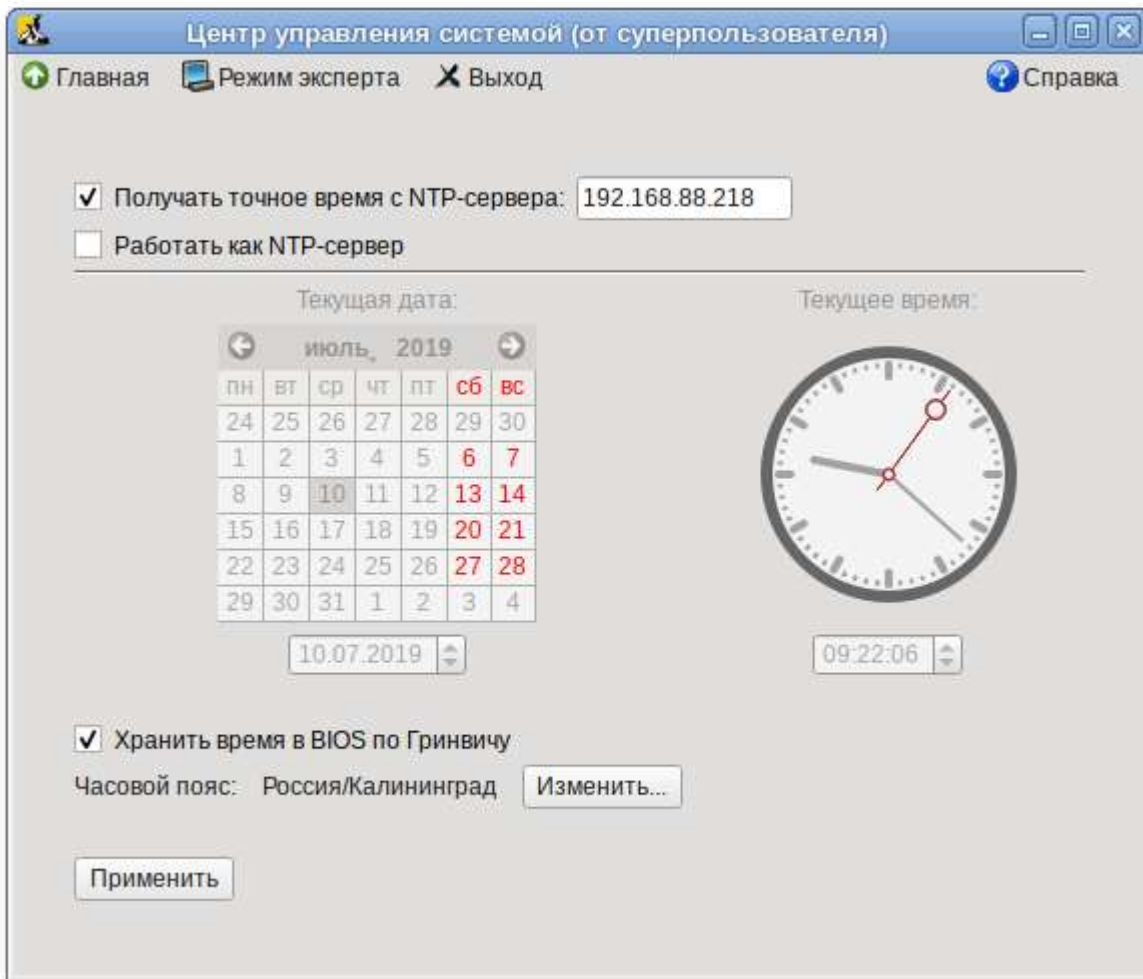 Центр управления системой (от суперпользователя)
Главная Режим эксперта Выход Справка
Получать точное время с NTP-сервера: 192.168.88.218
Работать как NTP-сервер
Текущая дата: Текущее время:
июль, 2019
пн вт ср чт пт сб вс
24 25 26 27 28 29 30
1 2 3 4 5 6 7
8 9 10 11 12 13 14
15 16 17 18 19 20 21
22 23 24 25 26 27 28
29 30 31 1 2 3 4
10.07.2019 09:22:06
Хранить время в BIOS по Гринвичу
Часовой пояс: Россия/Калининград Изменить...
Применить